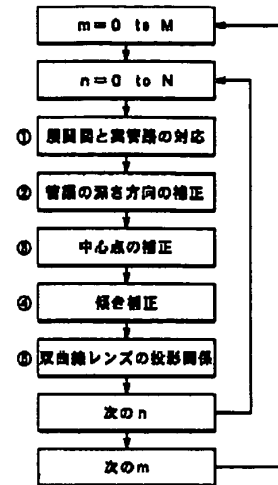 m=0 to M
n=0 to N
① 展開図と実管路の対応
② 管路の深さ方向の補正
③ 中心点の補正
④ 傾き補正
⑤ 双曲線レンズの投影関係
次のn
次のm